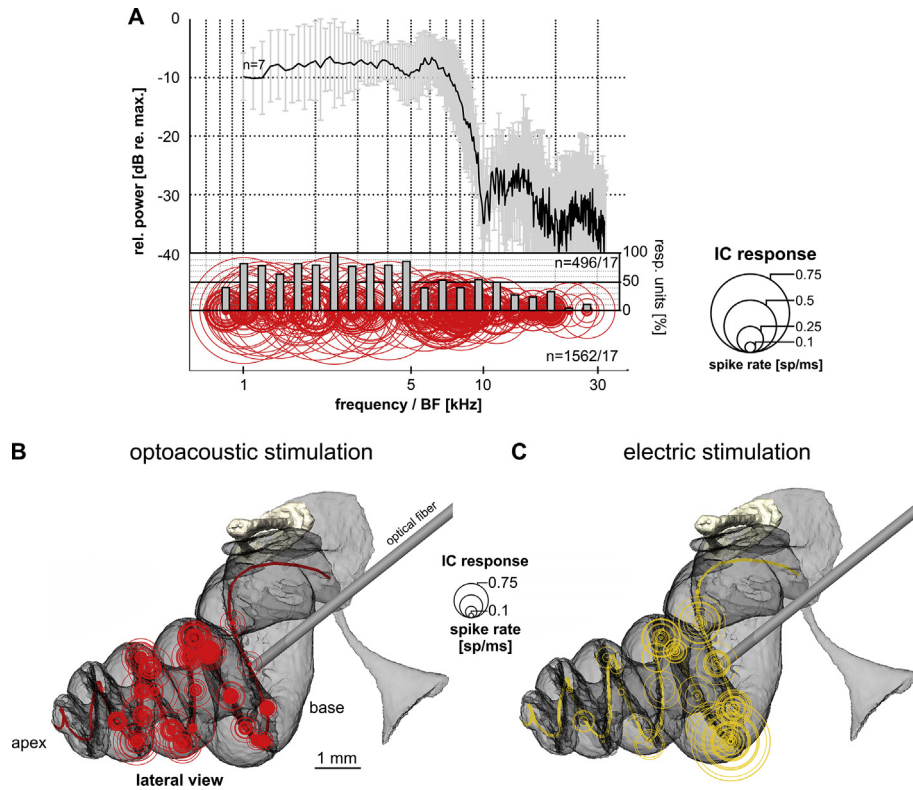 A
rel. power [dB re. max.]
0
-10
-20
-30
-40
n=7
100
50
0
resp. units [%]
n=496/17
n=1562/17
1
5
10
30
frequency / BF [kHz]
IC response
0.75
0.5
0.25
0.1
spike rate [sp/ms]
B
optoacoustic stimulation
optical fiber
IC response
0.75
0.1
spike rate
[sp/ms]
base
apex
lateral view
1 mm
C
electric stimulation